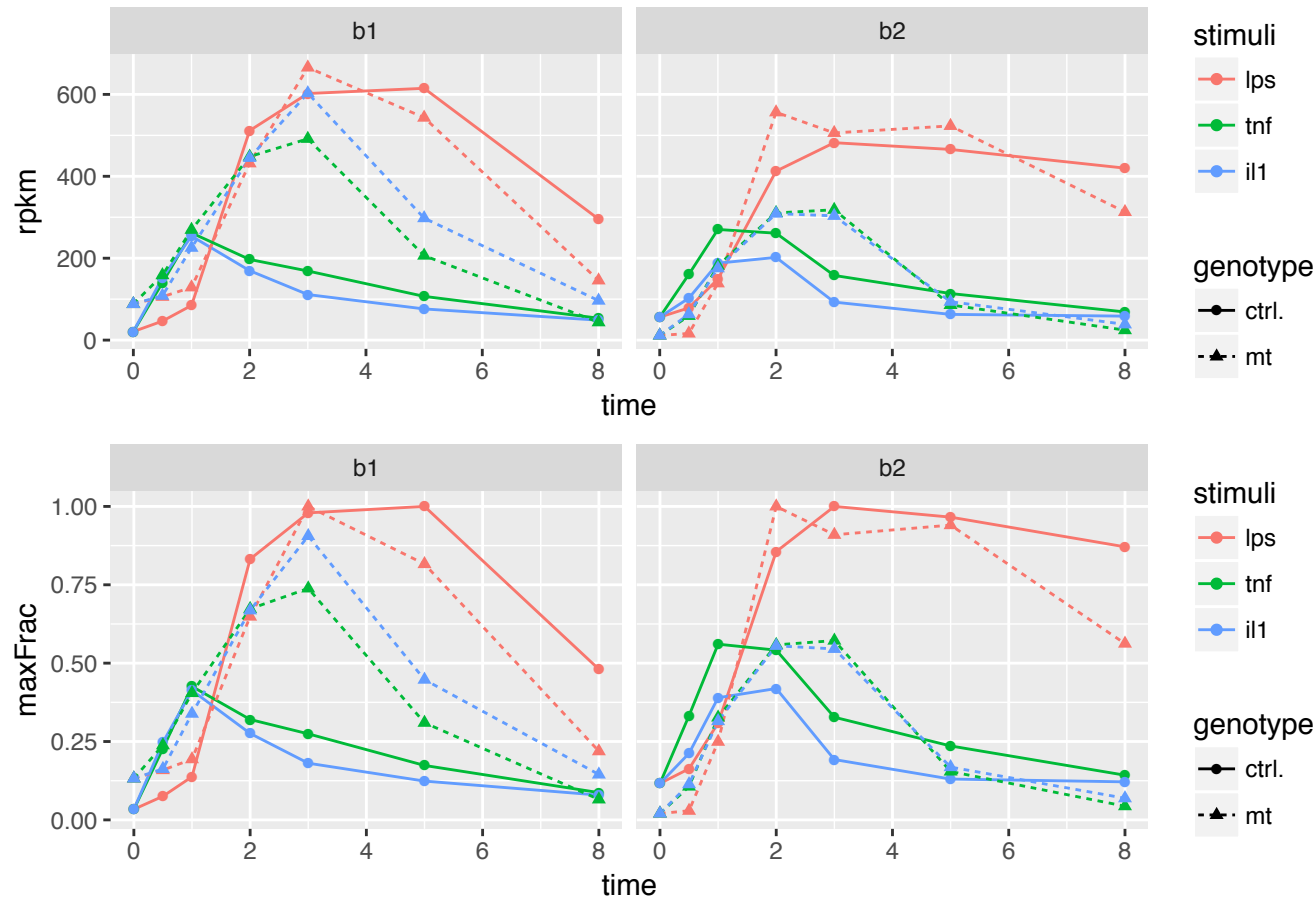 b1 b2
rpkm
600
400
200
0
0 2 4 6 8 0 2 4 6 8
time
stimuli
lps
tnf
il1
genotype
ctrl.
mt
b1 b2
maxFrac
1.00
0.75
0.50
0.25
0.00
0 2 4 6 8 0 2 4 6 8
time
stimuli
lps
tnf
il1
genotype
ctrl.
mt